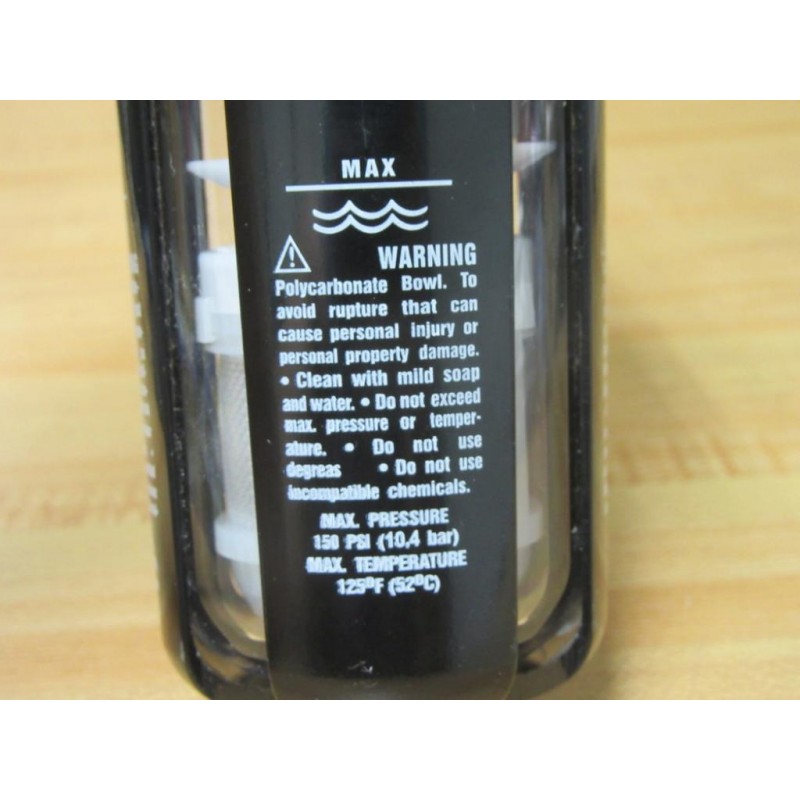 MAX
WARNING
Polycarbonate Bowl. To
avoid rupture that can
cause personal injury or
personal property damage.
• Clean with mild soap
and water. • Do not exceed
max. pressure or temper-
ature. • Do not use
degreas • Do not use
incompatible chemicals.
MAX. PRESSURE
150 PSI (10,4 bar)
MAX. TEMPERATURE
125ºF (52ºC)